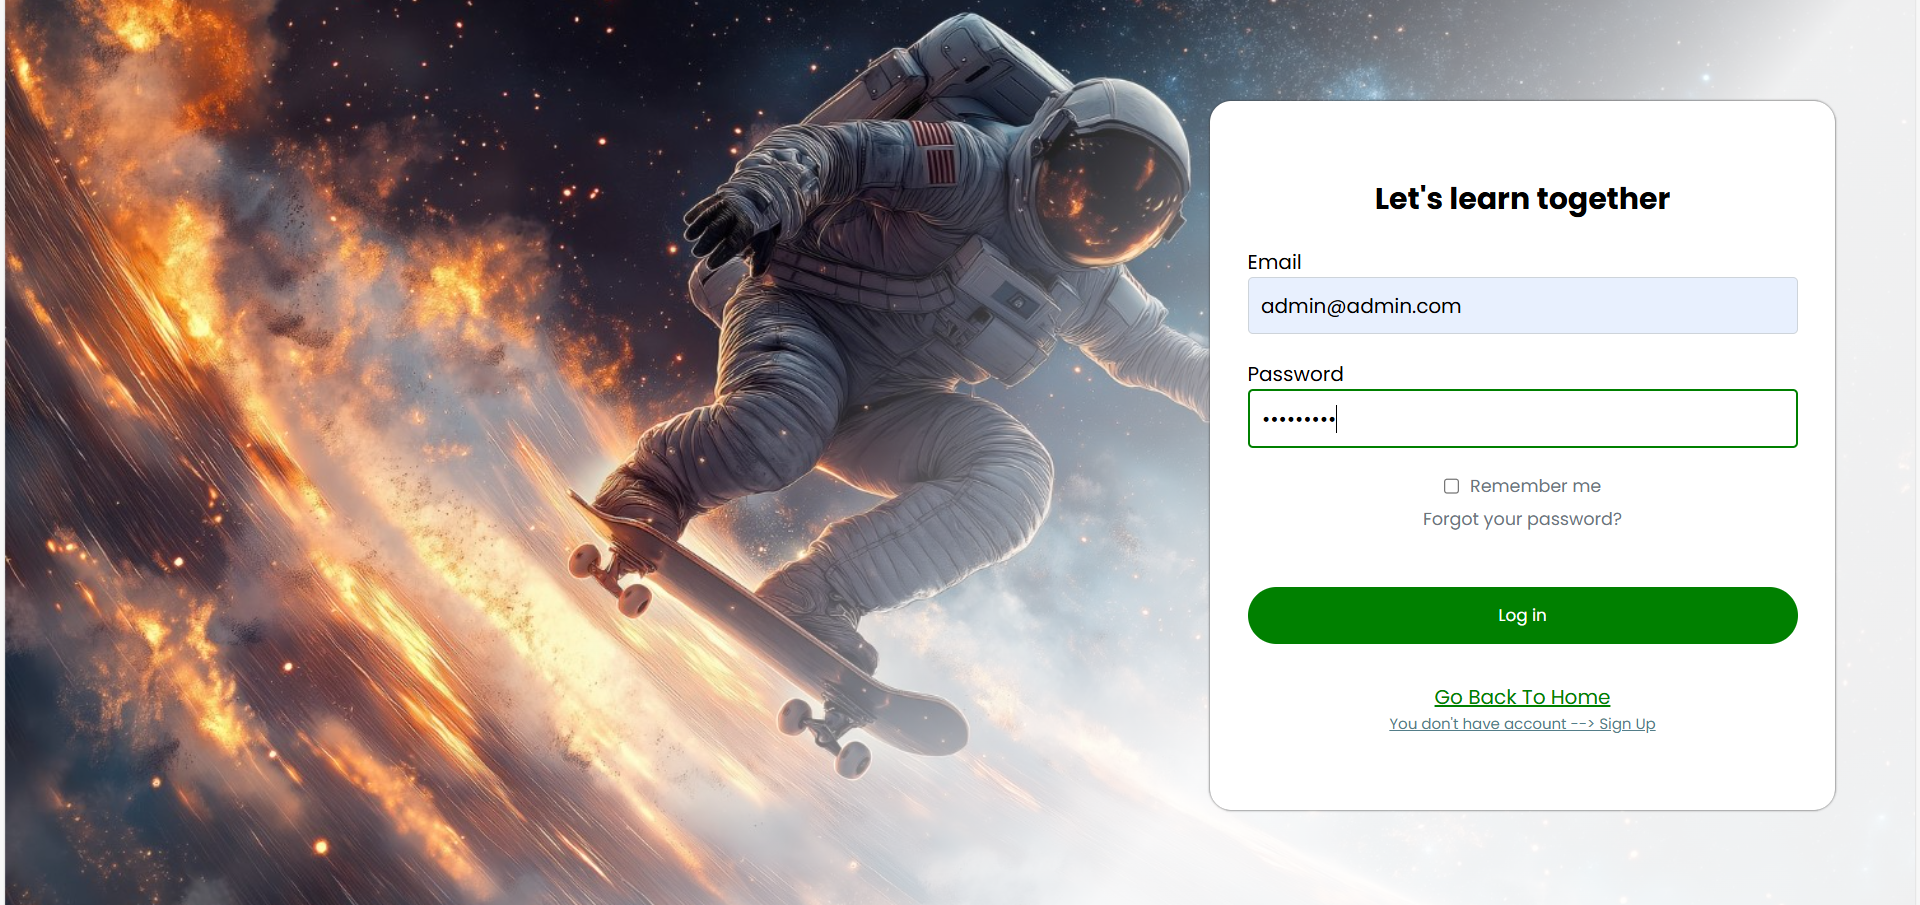 Let's learn together
Email
admin@admin.com
Password
•••••••••
Remember me
Forgot your password?
Log in
Go Back To Home
You don't have account --> Sign Up